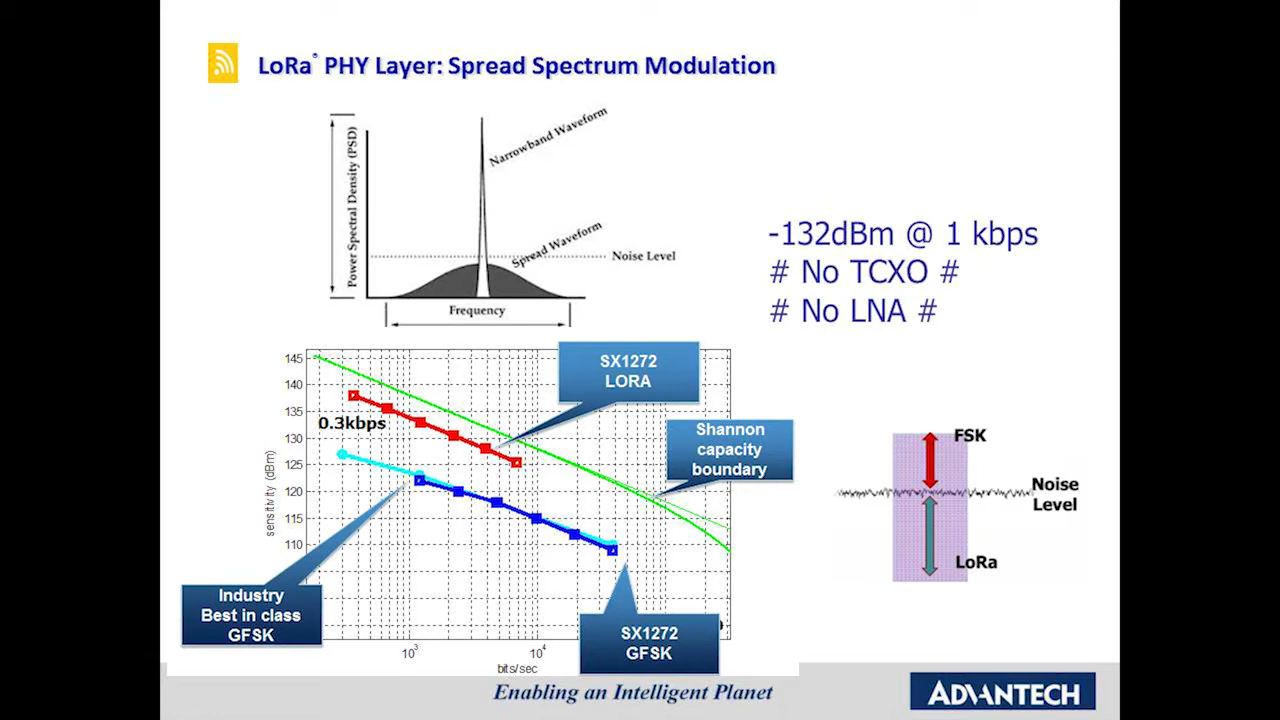 LoRa® PHY Layer: Spread Spectrum Modulation
Power Spectral Density (PSD)
Narrowband Waveform
Spread Waveform
Noise Level
Frequency
-132dBm @ 1 kbps
# No TCXO #
# No LNA #
145
140
135
130
125
120
115
110
sensitivity (dBm)
0.3kbps
SX1272
LORA
Shannon
capacity
boundary
Industry
Best in class
GFSK
SX1272
GFSK
10³
10⁴
bits/sec
FSK
Noise
Level
LoRa
Enabling an Intelligent Planet
ADVANTECH